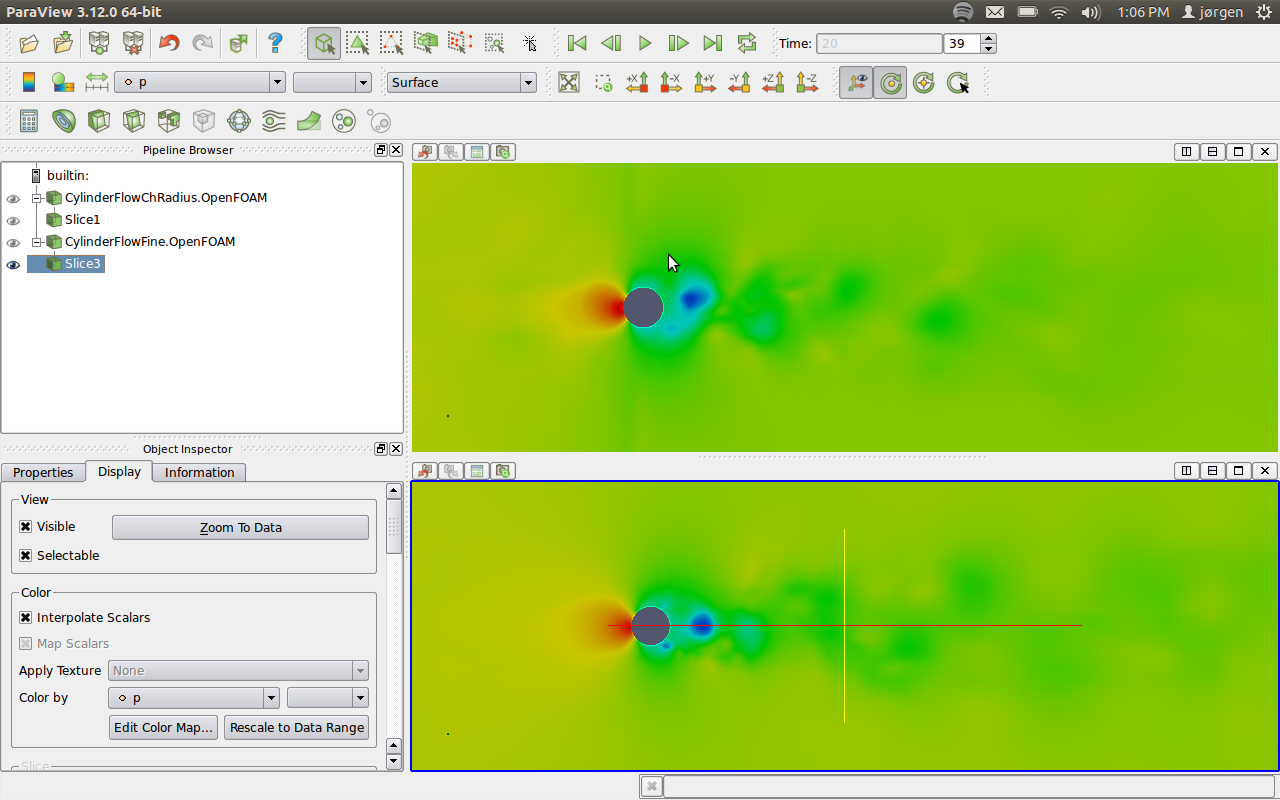 ParaView 3.12.0 64-bit
1:06 PM jørgen
?
Time: 20 39
p Surface +X -X +Y -Y +Z -Z
Pipeline Browser
builtin:
CylinderFlowChRadius.OpenFOAM
Slice1
CylinderFlowFine.OpenFOAM
Slice3
Object Inspector
Properties Display Information
View
Visible Zoom To Data
Selectable
Color
Interpolate Scalars
Map Scalars
Apply Texture None
Color by p
Edit Color Map... Rescale to Data Range
Slice